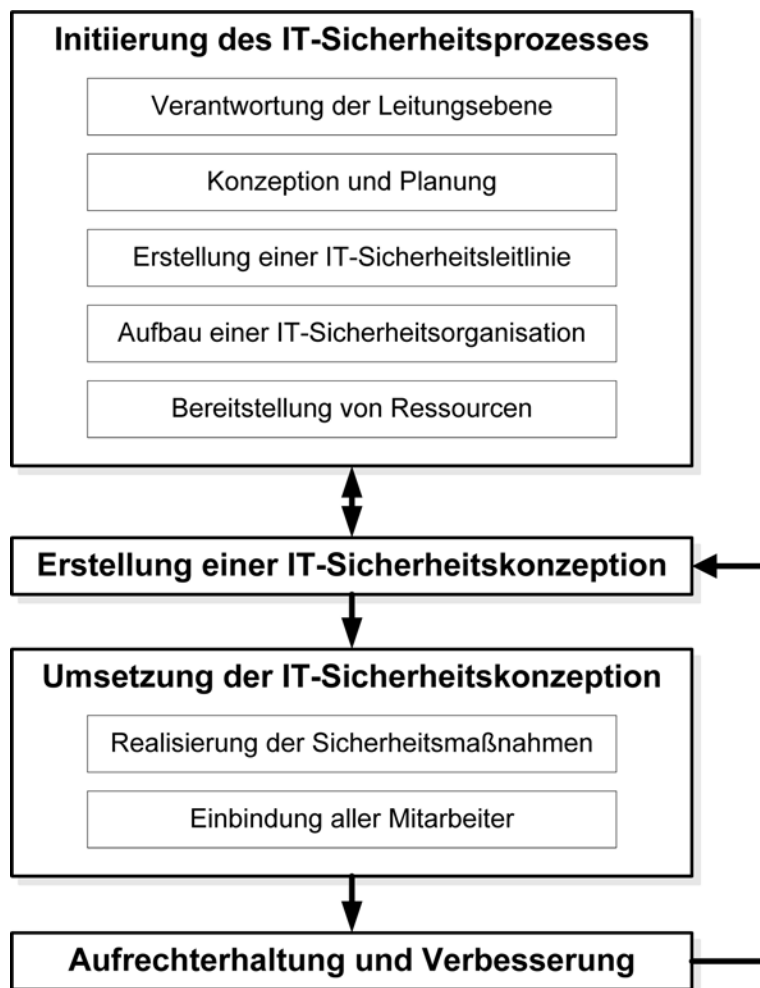 Initiierung des IT-Sicherheitsprozesses
Verantwortung der Leitungsebene
Konzeption und Planung
Erstellung einer IT-Sicherheitsleitlinie
Aufbau einer IT-Sicherheitsorganisation
Bereitstellung von Ressourcen
Erstellung einer IT-Sicherheitskonzeption
Umsetzung der IT-Sicherheitskonzeption
Realisierung der Sicherheitsmaßnahmen
Einbindung aller Mitarbeiter
Aufrechterhaltung und Verbesserung